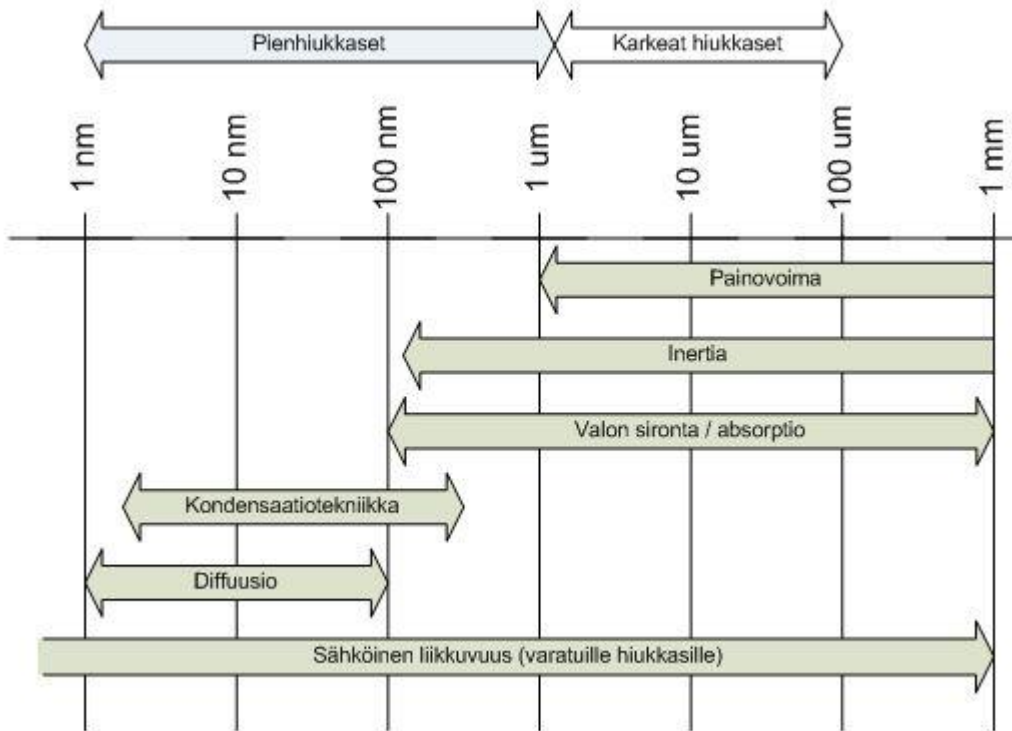 Pienhiukkaset
Karkeat hiukkaset
1 nm
10 nm
100 nm
1 um
10 um
100 um
1 mm
Painovoima
Inertia
Valon sironta / absorptio
Kondensaatiotekniikka
Diffuusio
Sähköinen liikkuvuus (varatuille hiukkasille)